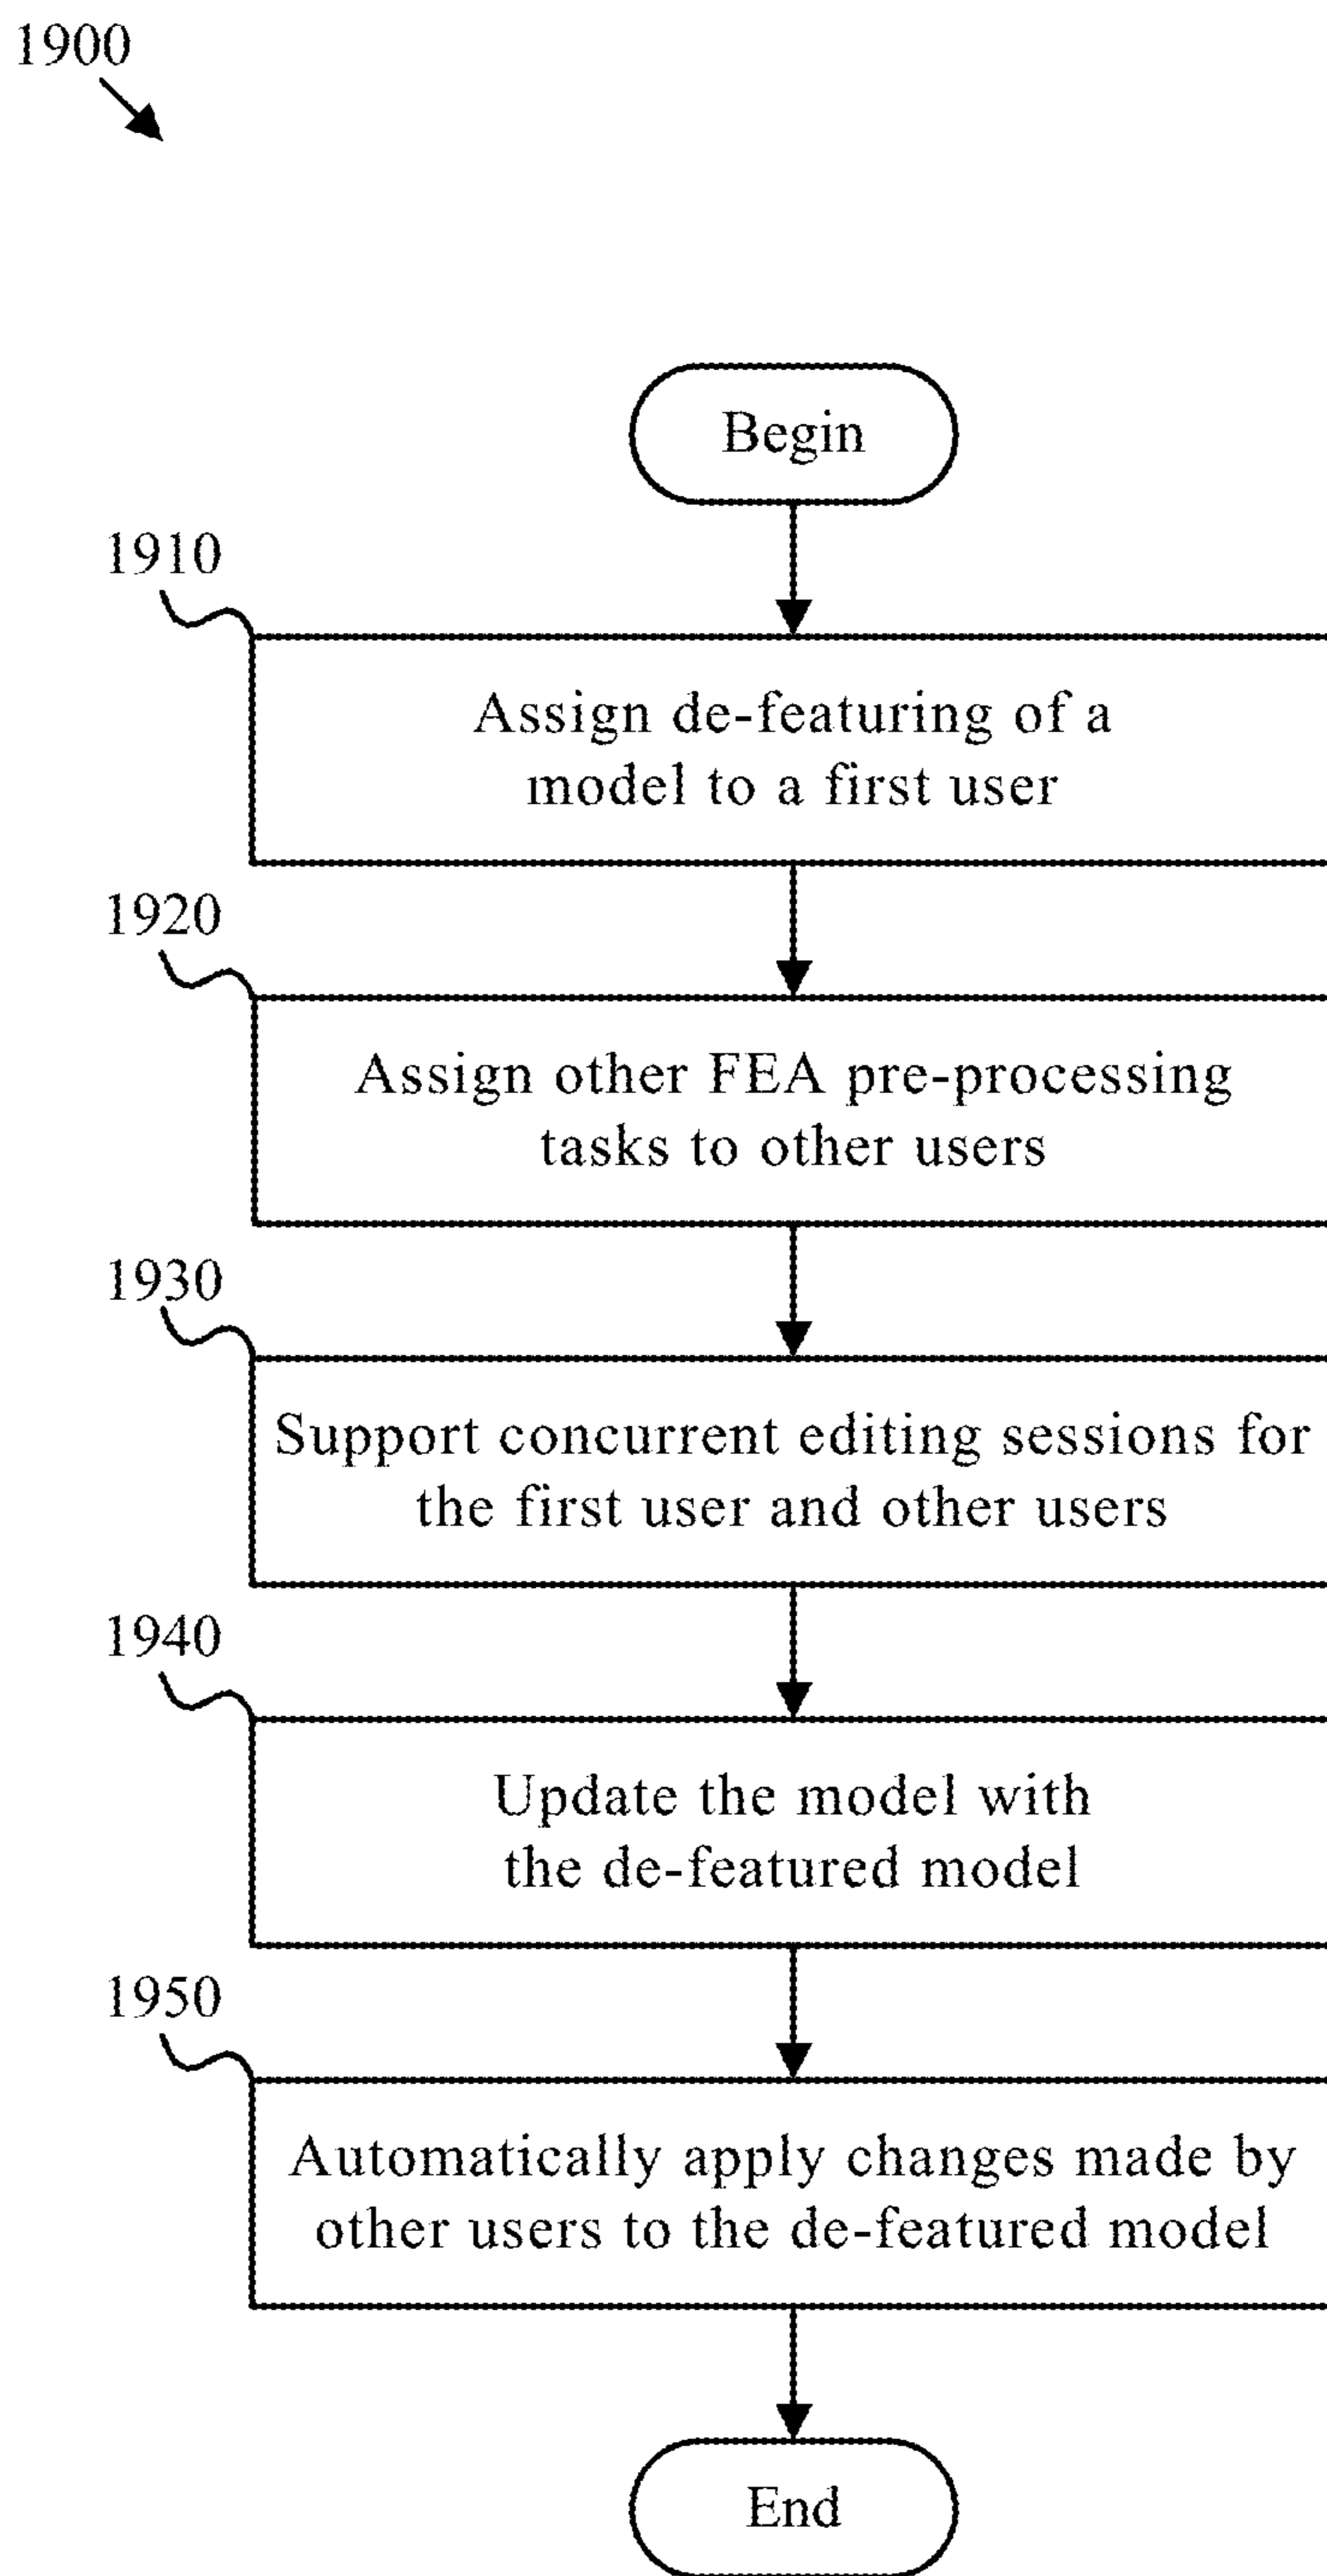 1900
Begin
1910
Assign de-featuring of a
model to a first user
1920
Assign other FEA pre-processing
tasks to other users
1930
Support concurrent editing sessions for
the first user and other users
1940
Update the model with
the de-featured model
1950
Automatically apply changes made by
other users to the de-featured model
End